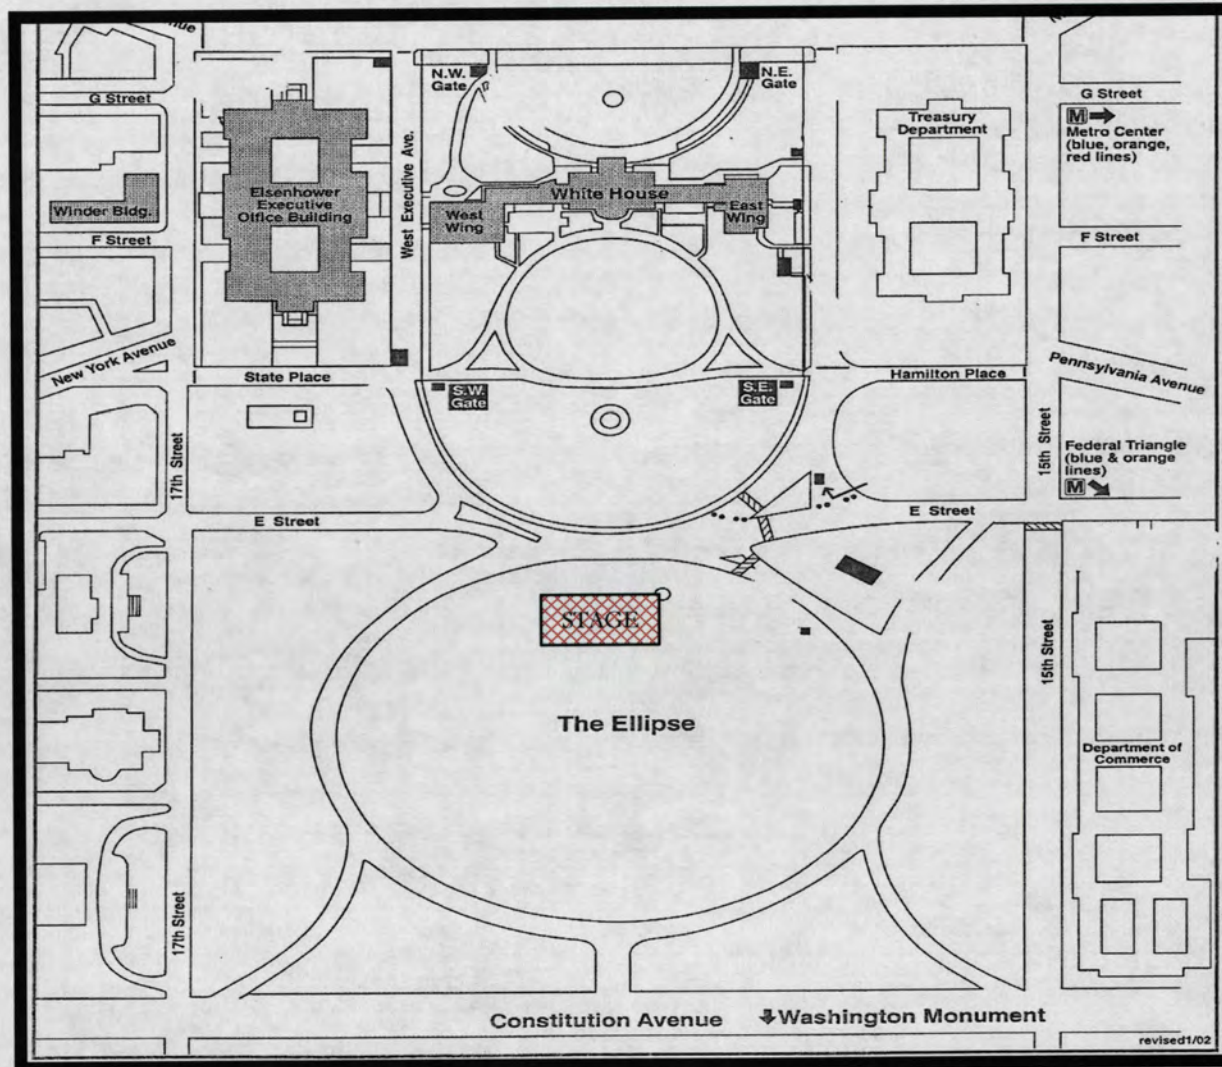 nue
N
G Street
N.W.
Gate
N.E.
Gate
G Street
Treasury
Department
M
Metro Center
(blue, orange,
red lines)
West Executive Ave.
Eisenhower
Executive
Office Building
White House
Winder Bldg.
West
Wing
East
Wing
F Street
F Street
New York Avenue
State Place
S.W.
Gate
S.E.
Gate
Hamilton Place
Pennsylvania Avenue
17th Street
15th Street
Federal Triangle
(blue & orange
lines)
M
E Street
E Street
STAGE
15th Street
The Ellipse
Department of
Commerce
17th Street
Constitution Avenue
Washington Monument
revised1/02